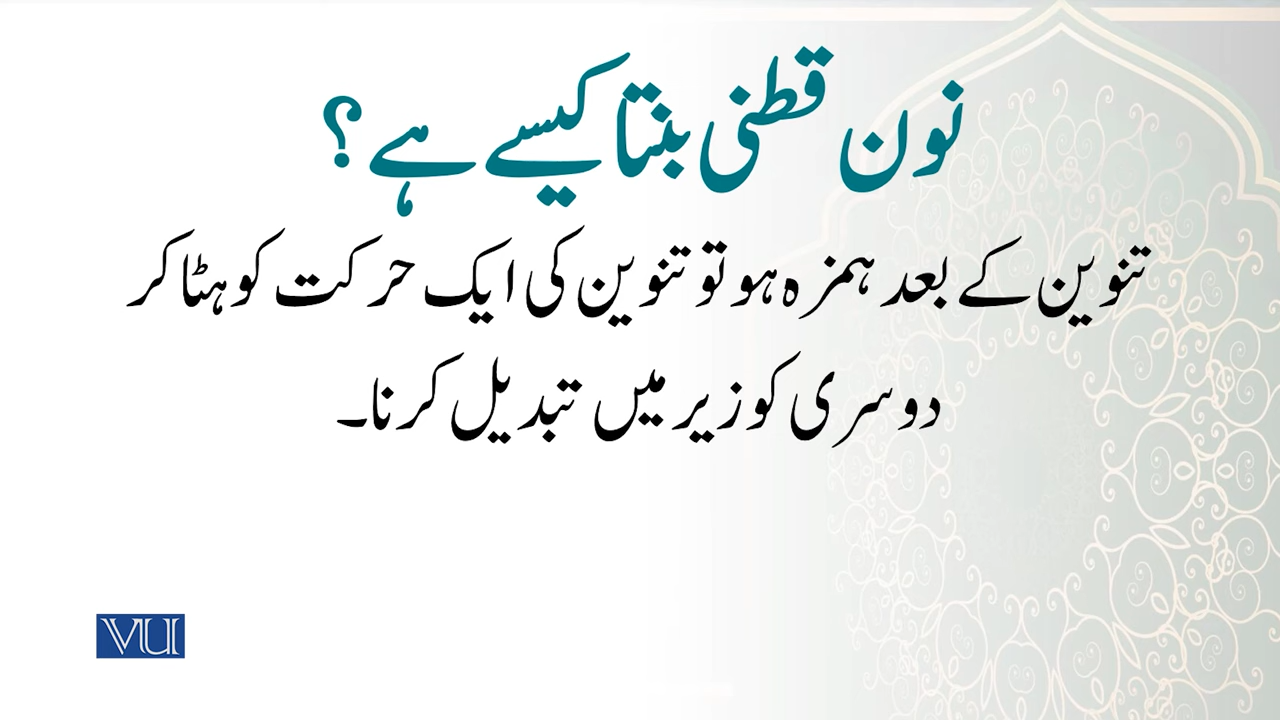 نون قطنی بنتا کیسے ہے؟
تنوین کے بعد ہمزہ ہو تو تنوین کی ایک حرکت کو ہٹا کر
دوسری کو زیر میں تبدیل کرنا۔
VU